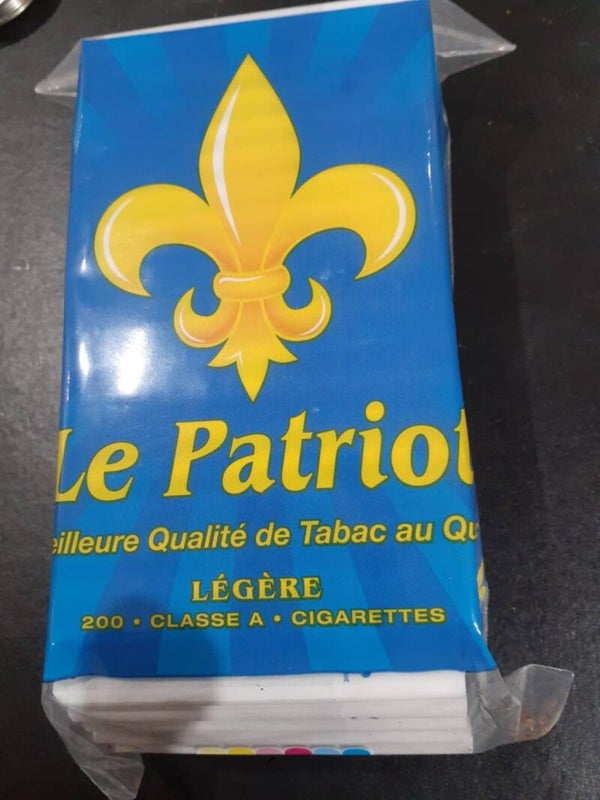 Le Patriot
eilleure Qualité de Tabac au Qu
LÉGÈRE
200 • CLASSE A • CIGARETTES